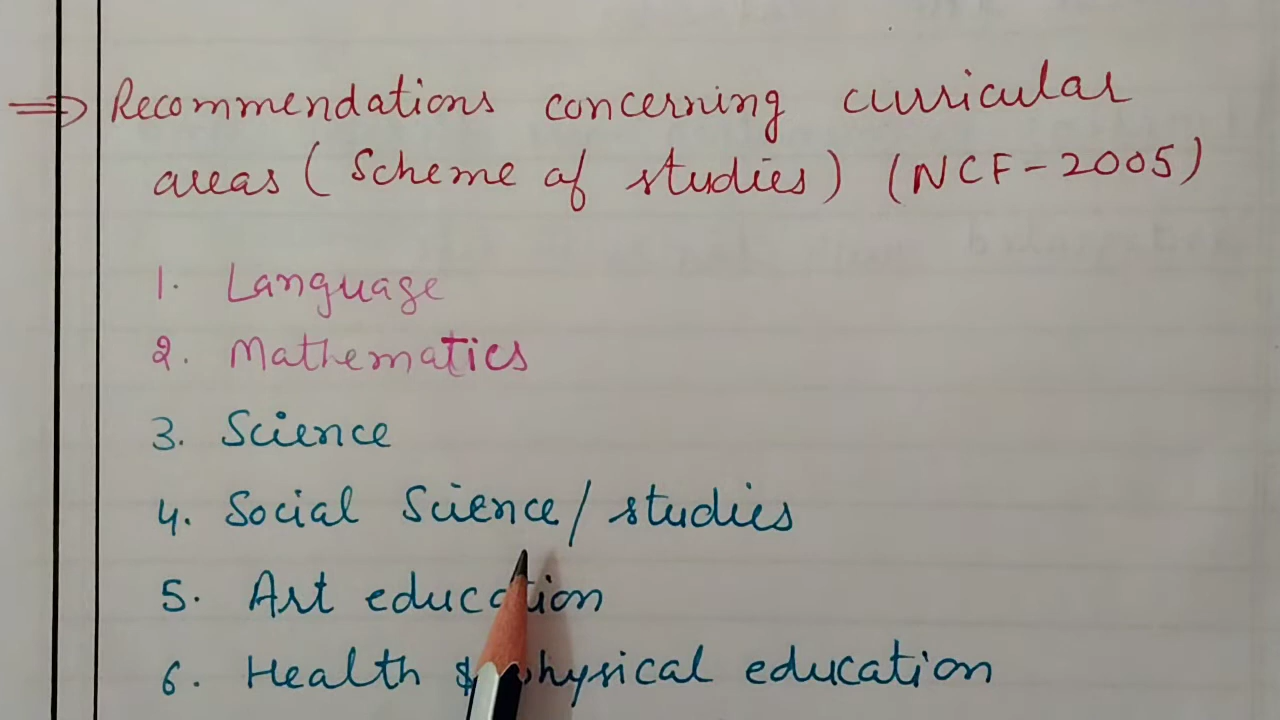 ⇒ Recommendations concerning curricular
areas (Scheme of studies) (NCF-2005)
1. Language
2. Mathematics
3. Science
4. Social Science/studies
5. Art education
6. Health & physical education